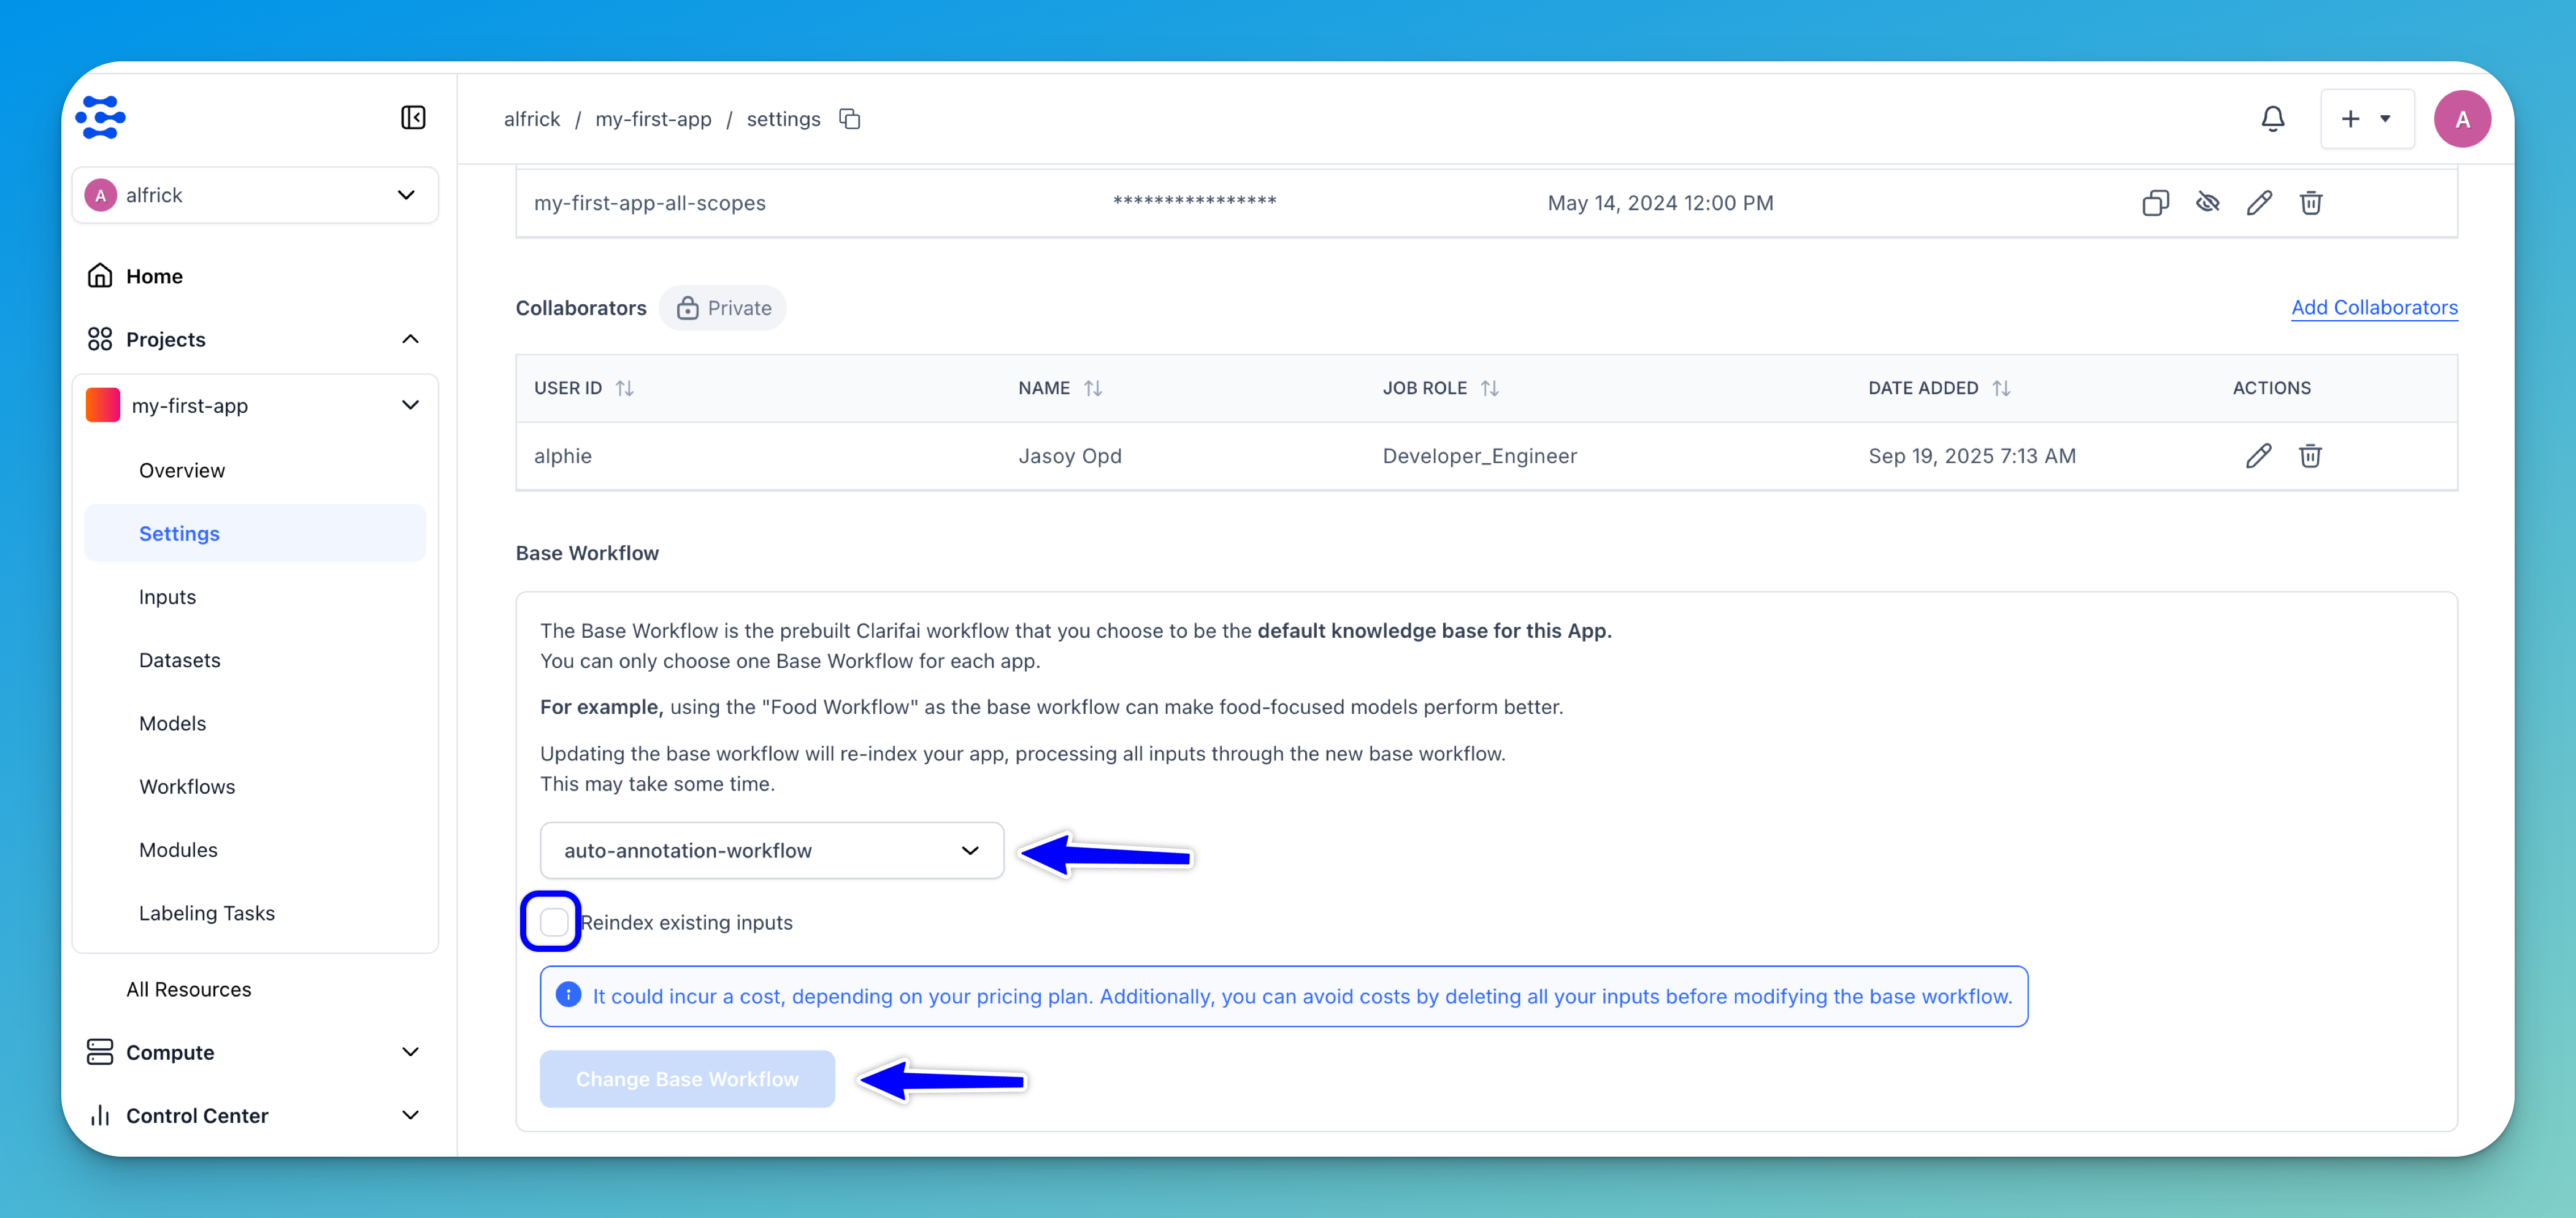 alfrick / my-first-app / settings
+
A
A alfrick
Home
Projects
my-first-app
Overview
Settings
Inputs
Datasets
Models
Workflows
Modules
Labeling Tasks
All Resources
Compute
Control Center
my-first-app-all-scopes **************** May 14, 2024 12:00 PM
Collaborators Private Add Collaborators
USER ID NAME JOB ROLE DATE ADDED ACTIONS
alphie Jasoy Opd Developer_Engineer Sep 19, 2025 7:13 AM
Base Workflow
The Base Workflow is the prebuilt Clarifai workflow that you choose to be the default knowledge base for this App.
You can only choose one Base Workflow for each app.
For example, using the "Food Workflow" as the base workflow can make food-focused models perform better.
Updating the base workflow will re-index your app, processing all inputs through the new base workflow.
This may take some time.
auto-annotation-workflow
Reindex existing inputs
It could incur a cost, depending on your pricing plan. Additionally, you can avoid costs by deleting all your inputs before modifying the base workflow.
Change Base Workflow